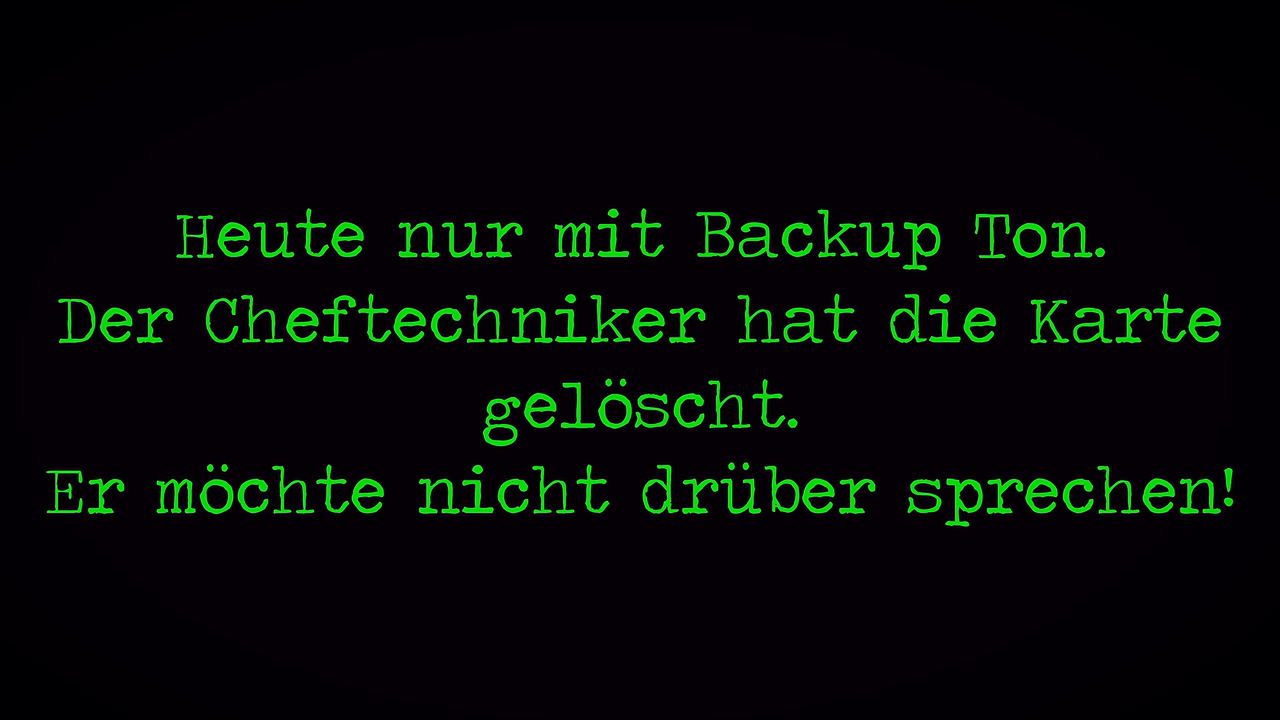 Heute nur mit Backup Ton.
Der Cheftechniker hat die Karte
gelöscht.
Er möchte nicht drüber sprechen!